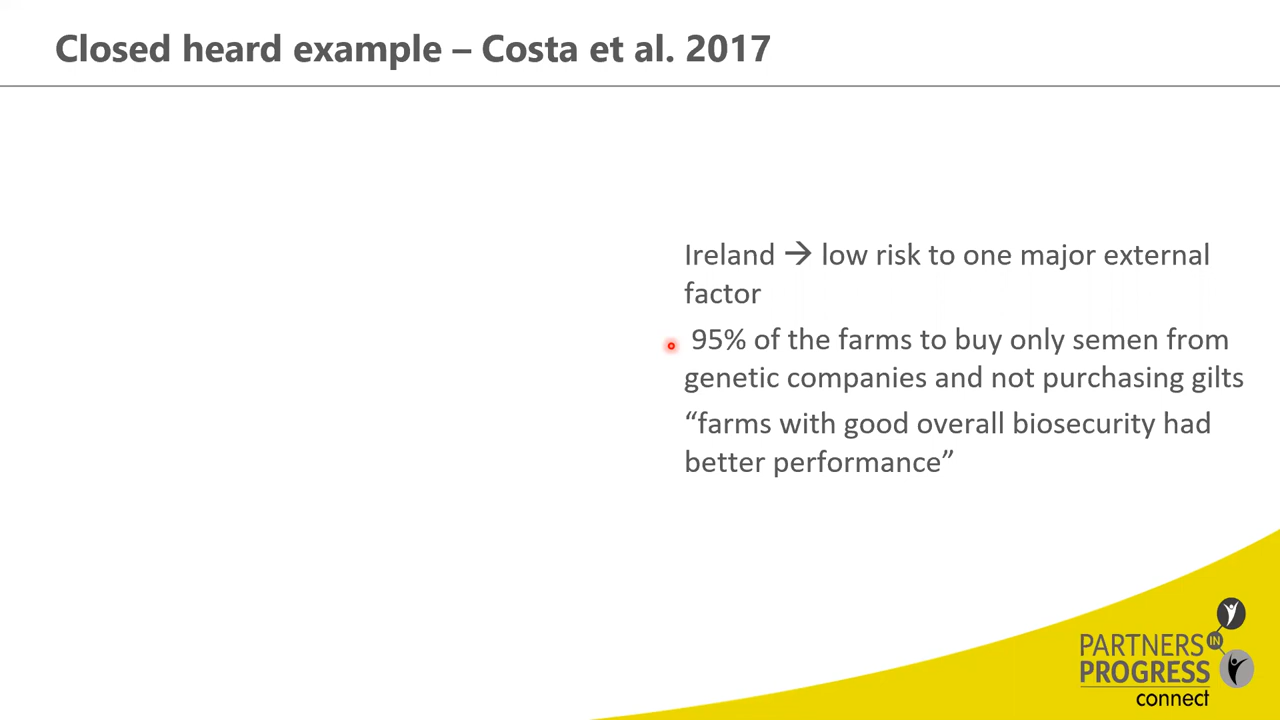 Closed heard example – Costa et al. 2017
Ireland → low risk to one major external
factor
95% of the farms to buy only semen from
genetic companies and not purchasing gilts
“farms with good overall biosecurity had
better performance”
PARTNERS IN
PROGRESS
connect